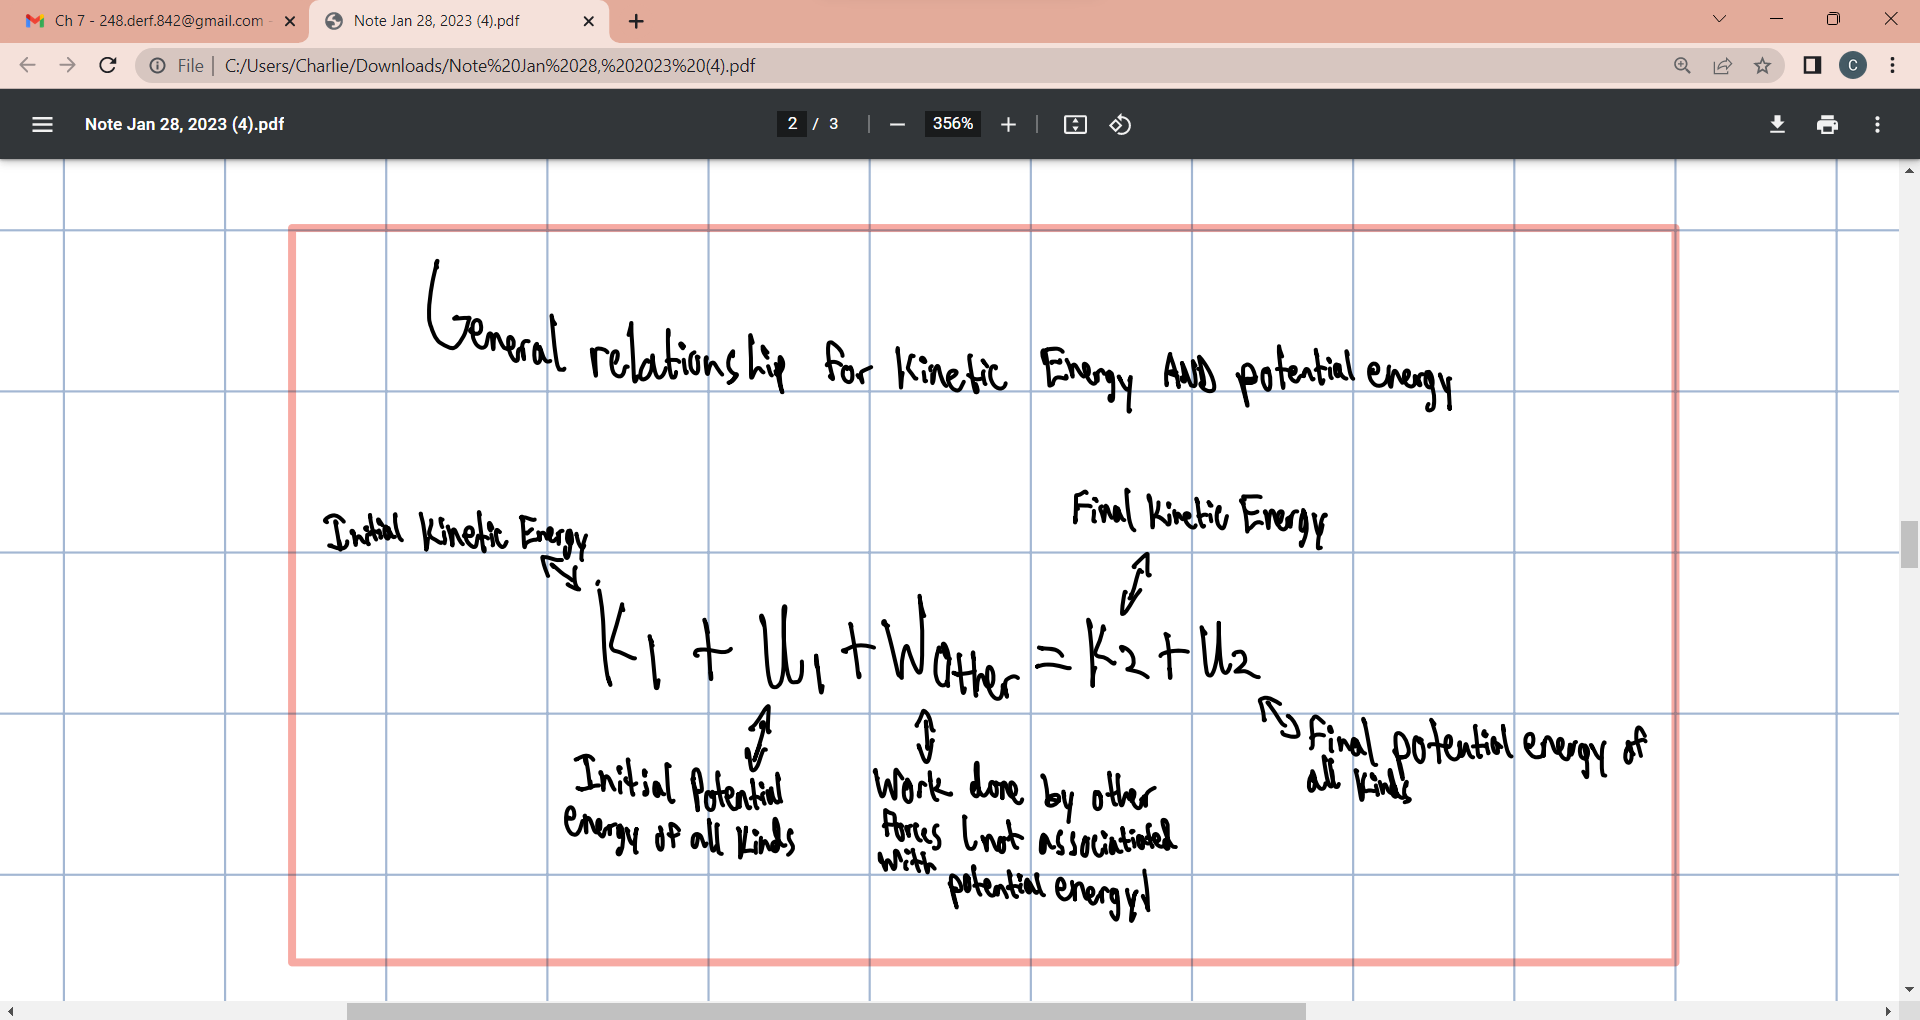 Ch 7 - 248.derf.842@gmail.com
Note Jan 28, 2023 (4).pdf
File | C:/Users/Charlie/Downloads/Note%20Jan%2028,%202023%20(4).pdf
C
Note Jan 28, 2023 (4).pdf
2 / 3
356%
General relationship for Kinetic Energy AND potential energy
Final Kinetic Energy
Initial Kinetic Energy
K1 + U1 + Wother = K2 + U2
Final potential energy of
all kinds
Initial Potential
energy of all kinds
Work done by other
forces (not associatiated
with
potential energy)